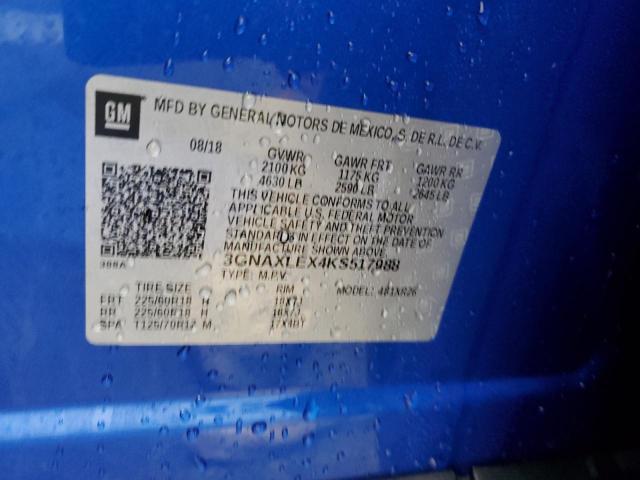 GM
MFD BY GENERAL MOTORS DE MEXICO, S. DE R.L. DE C.V.
08/18 GVWR GAWR FRT GAWR RR
2100 KG 1175 KG 1200 KG
4630 LB 2590 LB 2645 LB
THIS VEHICLE CONFORMS TO ALL
APPLICABLE U.S. FEDERAL MOTOR
VEHICLE SAFETY AND THEFT PREVENTION
STANDARDS IN EFFECT ON THE DATE OF
MANUFACTURE SHOWN ABOVE
3GNAXLEX4KS517988
TYPE: M.P.V.
TIRE SIZE RIM MODEL:
FRT 225/60R18 H 18X7J
RR 225/60R18 H 18X7J
SPA T125/70R17 M 17X4BT